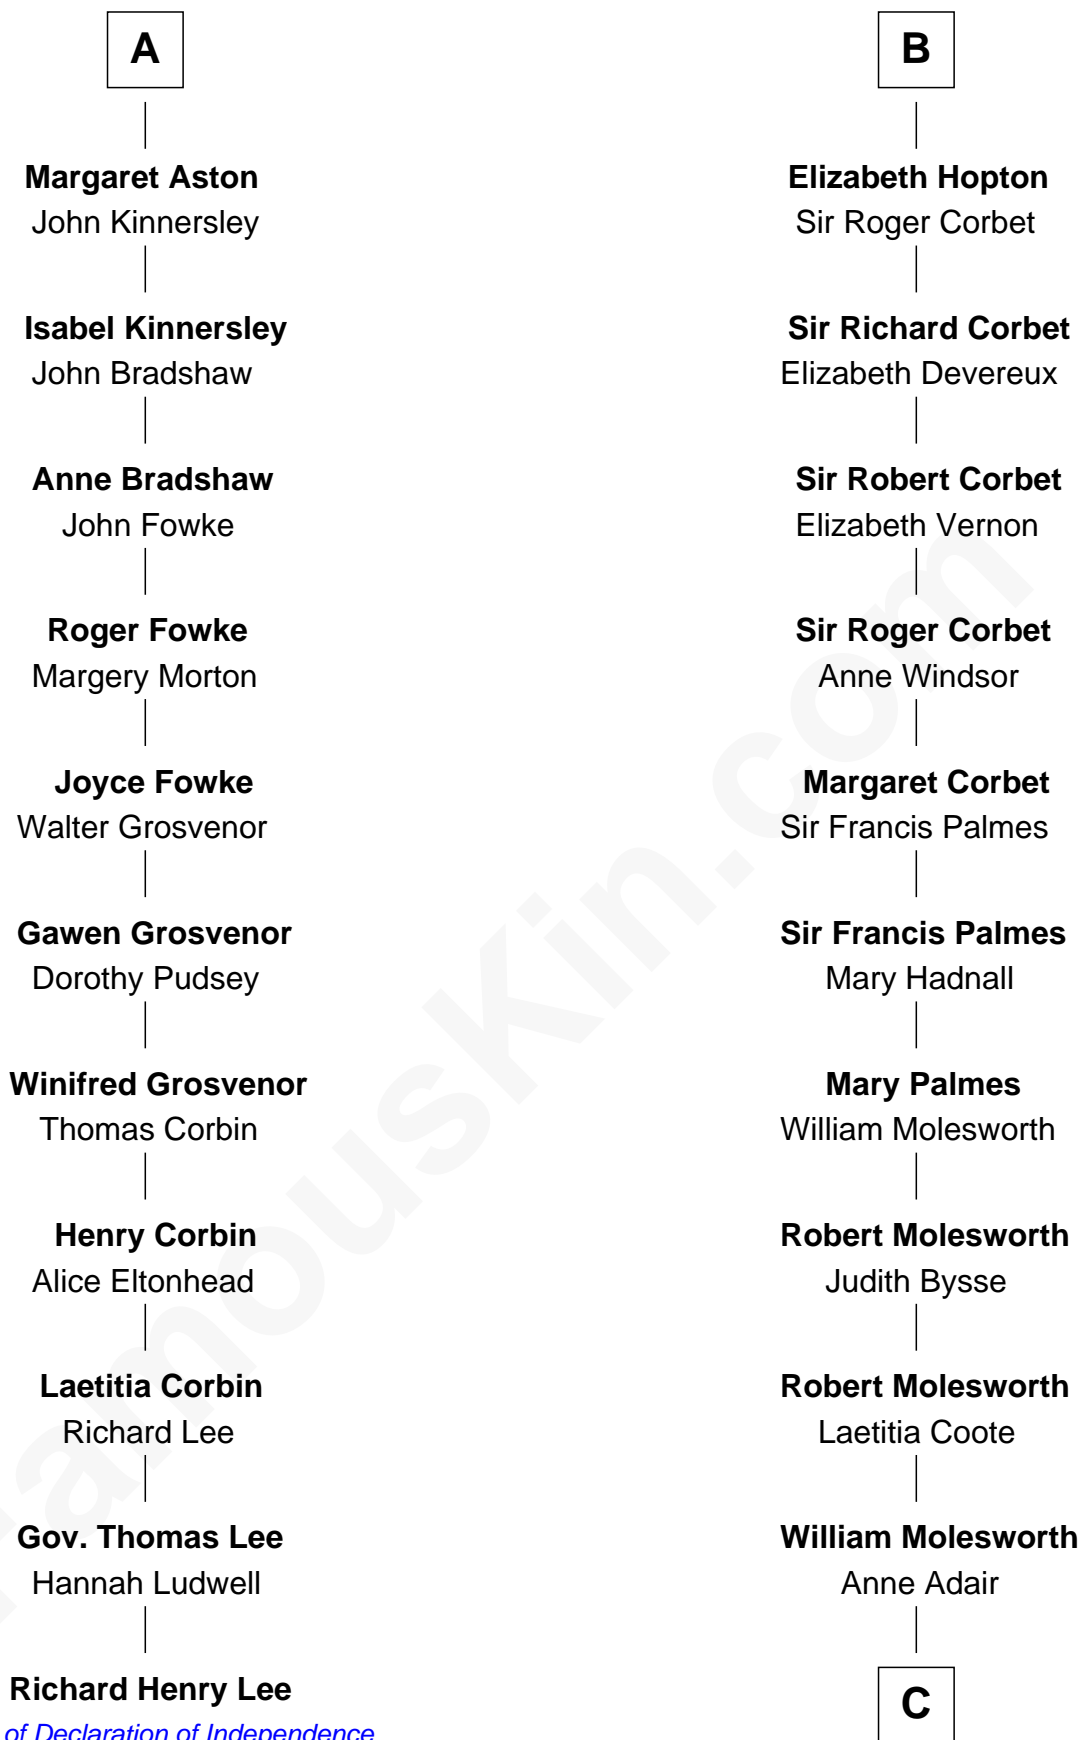 A
Margaret Aston
John Kinnersley
Isabel Kinnersley
John Bradshaw
Anne Bradshaw
John Fowke
Roger Fowke
Margery Morton
Joyce Fowke
Walter Grosvenor
Gawen Grosvenor
Dorothy Pudsey
Winifred Grosvenor
Thomas Corbin
Henry Corbin
Alice Eltonhead
Laetitia Corbin
Richard Lee
Gov. Thomas Lee
Hannah Ludwell
Richard Henry Lee
of Declaration of Independence
B
Elizabeth Hopton
Sir Roger Corbet
Sir Richard Corbet
Elizabeth Devereux
Sir Robert Corbet
Elizabeth Vernon
Sir Roger Corbet
Anne Windsor
Margaret Corbet
Sir Francis Palmes
Sir Francis Palmes
Mary Hadnall
Mary Palmes
William Molesworth
Robert Molesworth
Judith Bysse
Robert Molesworth
Laetitia Coote
William Molesworth
Anne Adair
C
FamousKin.com